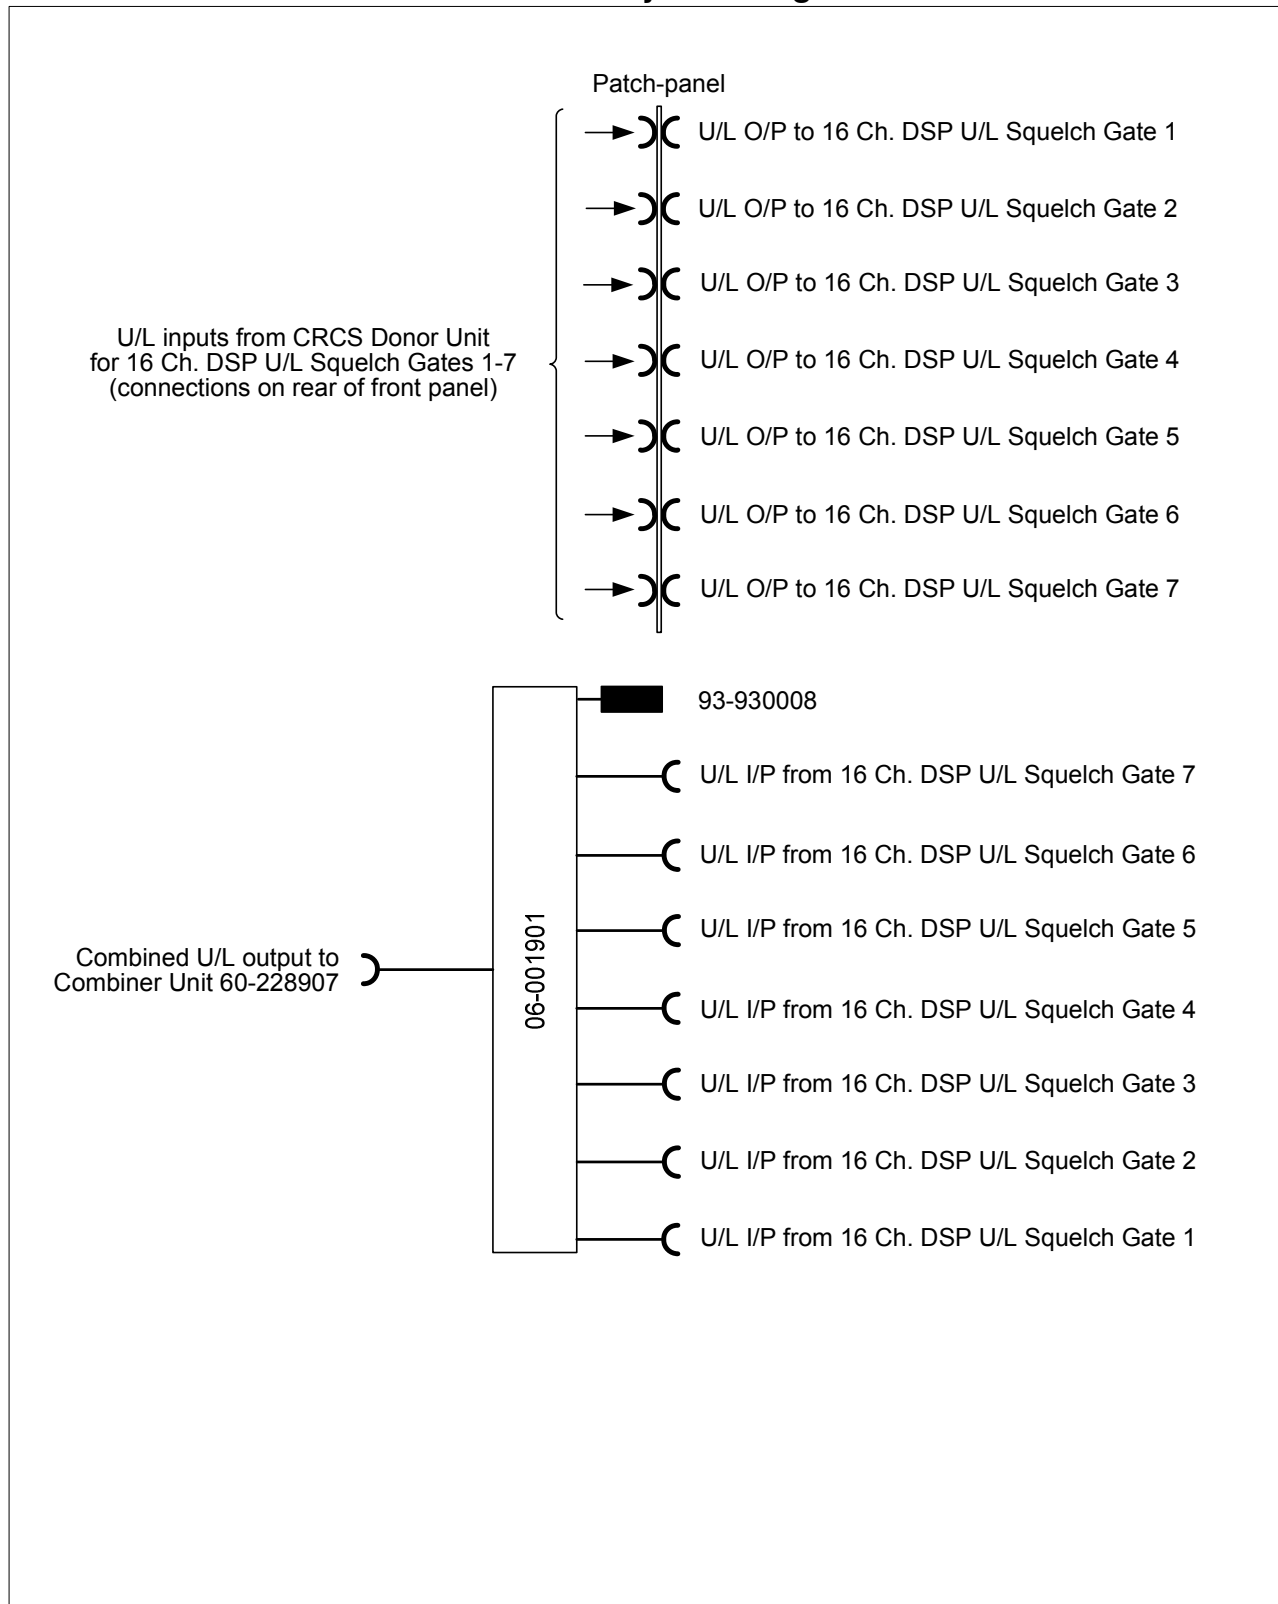 Patch-panel
U/L O/P to 16 Ch. DSP U/L Squelch Gate 1
U/L O/P to 16 Ch. DSP U/L Squelch Gate 2
U/L O/P to 16 Ch. DSP U/L Squelch Gate 3
U/L inputs from CRCS Donor Unit
for 16 Ch. DSP U/L Squelch Gates 1-7
(connections on rear of front panel)
U/L O/P to 16 Ch. DSP U/L Squelch Gate 4
U/L O/P to 16 Ch. DSP U/L Squelch Gate 5
U/L O/P to 16 Ch. DSP U/L Squelch Gate 6
U/L O/P to 16 Ch. DSP U/L Squelch Gate 7
93-930008
U/L I/P from 16 Ch. DSP U/L Squelch Gate 7
U/L I/P from 16 Ch. DSP U/L Squelch Gate 6
U/L I/P from 16 Ch. DSP U/L Squelch Gate 5
Combined U/L output to
Combiner Unit 60-228907
06-001901
U/L I/P from 16 Ch. DSP U/L Squelch Gate 4
U/L I/P from 16 Ch. DSP U/L Squelch Gate 3
U/L I/P from 16 Ch. DSP U/L Squelch Gate 2
U/L I/P from 16 Ch. DSP U/L Squelch Gate 1